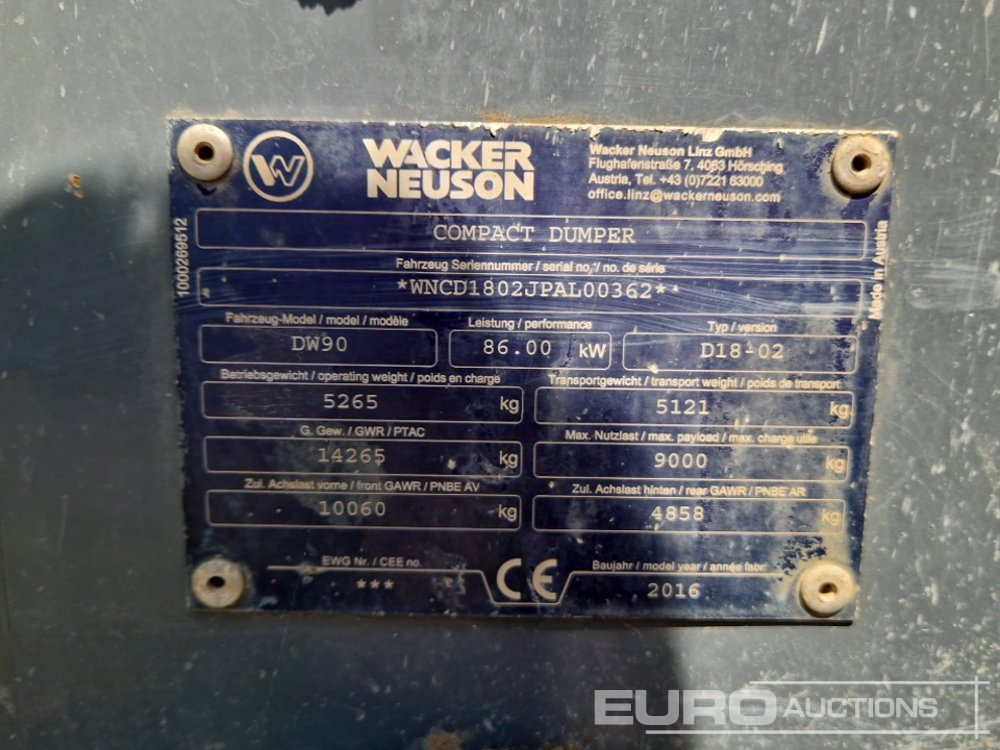 WACKER
NEUSON
Wacker Neuson Linz GmbH
Flughafenstraße 7, 4063 Hörsching
Austria, Tel. +43 (0)7221 63000
office.linz@wackerneuson.com
1000269512
COMPACT DUMPER
Made in Austria
Fahrzeug Seriennummer / serial no. / no. de série
*WNCD1802JPAL00362*
Fahrzeug-Model / model / modèle
Leistung / performance
Typ / version
DW90
86.00 kW
D18-02
Betriebsgewicht / operating weight / poids en charge
Transportgewicht / transport weight / poids de transport
5265 kg
5121 kg
G. Gew. / GWR / PTAC
Max. Nutzlast / max. payload / max. charge utile
14265 kg
9000 kg
Zul. Achslast vorne / front GAWR / PNBE AV
Zul. Achslast hinten / rear GAWR / PNBE AR
10060 kg
4858 kg
EWG Nr. / CEE no.
***
CE
Baujahr / model year / année fabr.
2016
EURO AUCTIONS